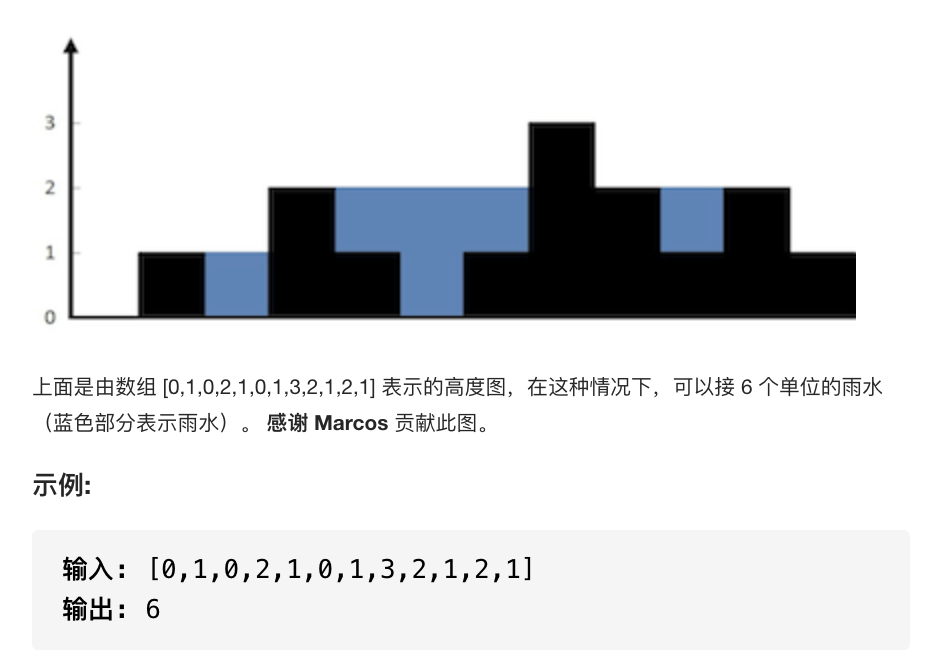 3
2
1
0
上面是由数组 [0,1,0,2,1,0,1,3,2,1,2,1] 表示的高度图，在这种情况下，可以接 6 个单位的雨水
（蓝色部分表示雨水）。 感谢 Marcos 贡献此图。
示例:
输入: [0,1,0,2,1,0,1,3,2,1,2,1]
输出: 6